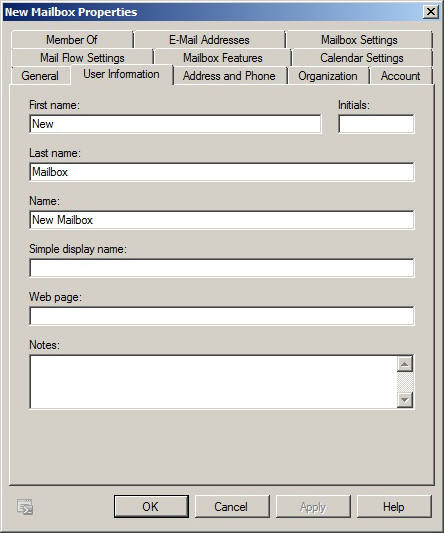 New Mailbox Properties
Member Of E-Mail Addresses Mailbox Settings
Mail Flow Settings Mailbox Features Calendar Settings
General User Information Address and Phone Organization Account
First name: Initials:
New
Last name:
Mailbox
Name:
New Mailbox
Simple display name:
Web page:
Notes:
OK Cancel Apply Help